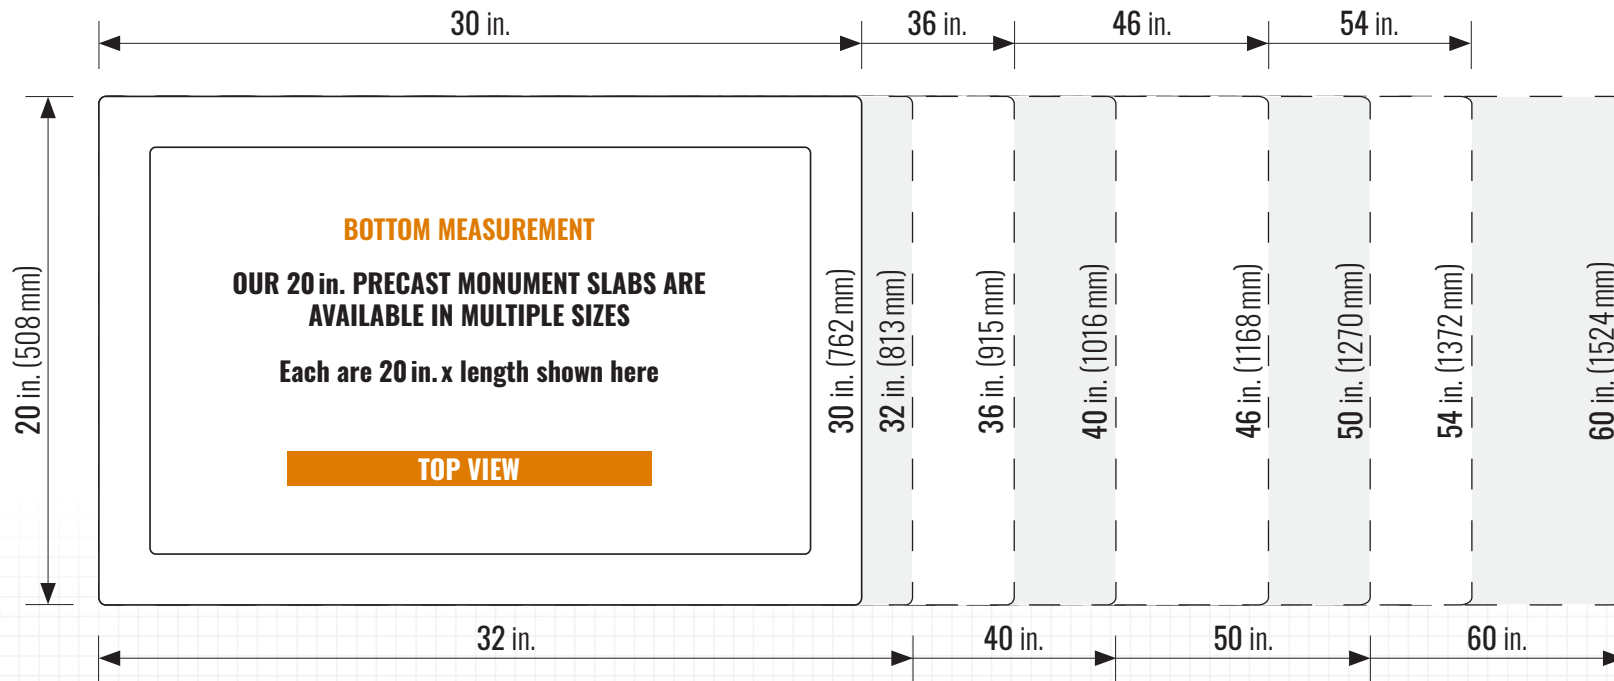 30 in.
36 in.
46 in.
54 in.
20 in. (508 mm)
BOTTOM MEASUREMENT
OUR 20 in. PRECAST MONUMENT SLABS ARE
AVAILABLE IN MULTIPLE SIZES
Each are 20 in. x length shown here
TOP VIEW
30 in. (762 mm)
32 in. (813 mm)
36 in. (915 mm)
40 in. (1016 mm)
46 in. (1168 mm)
50 in. (1270 mm)
54 in. (1372 mm)
60 in. (1524 mm)
32 in.
40 in.
50 in.
60 in.